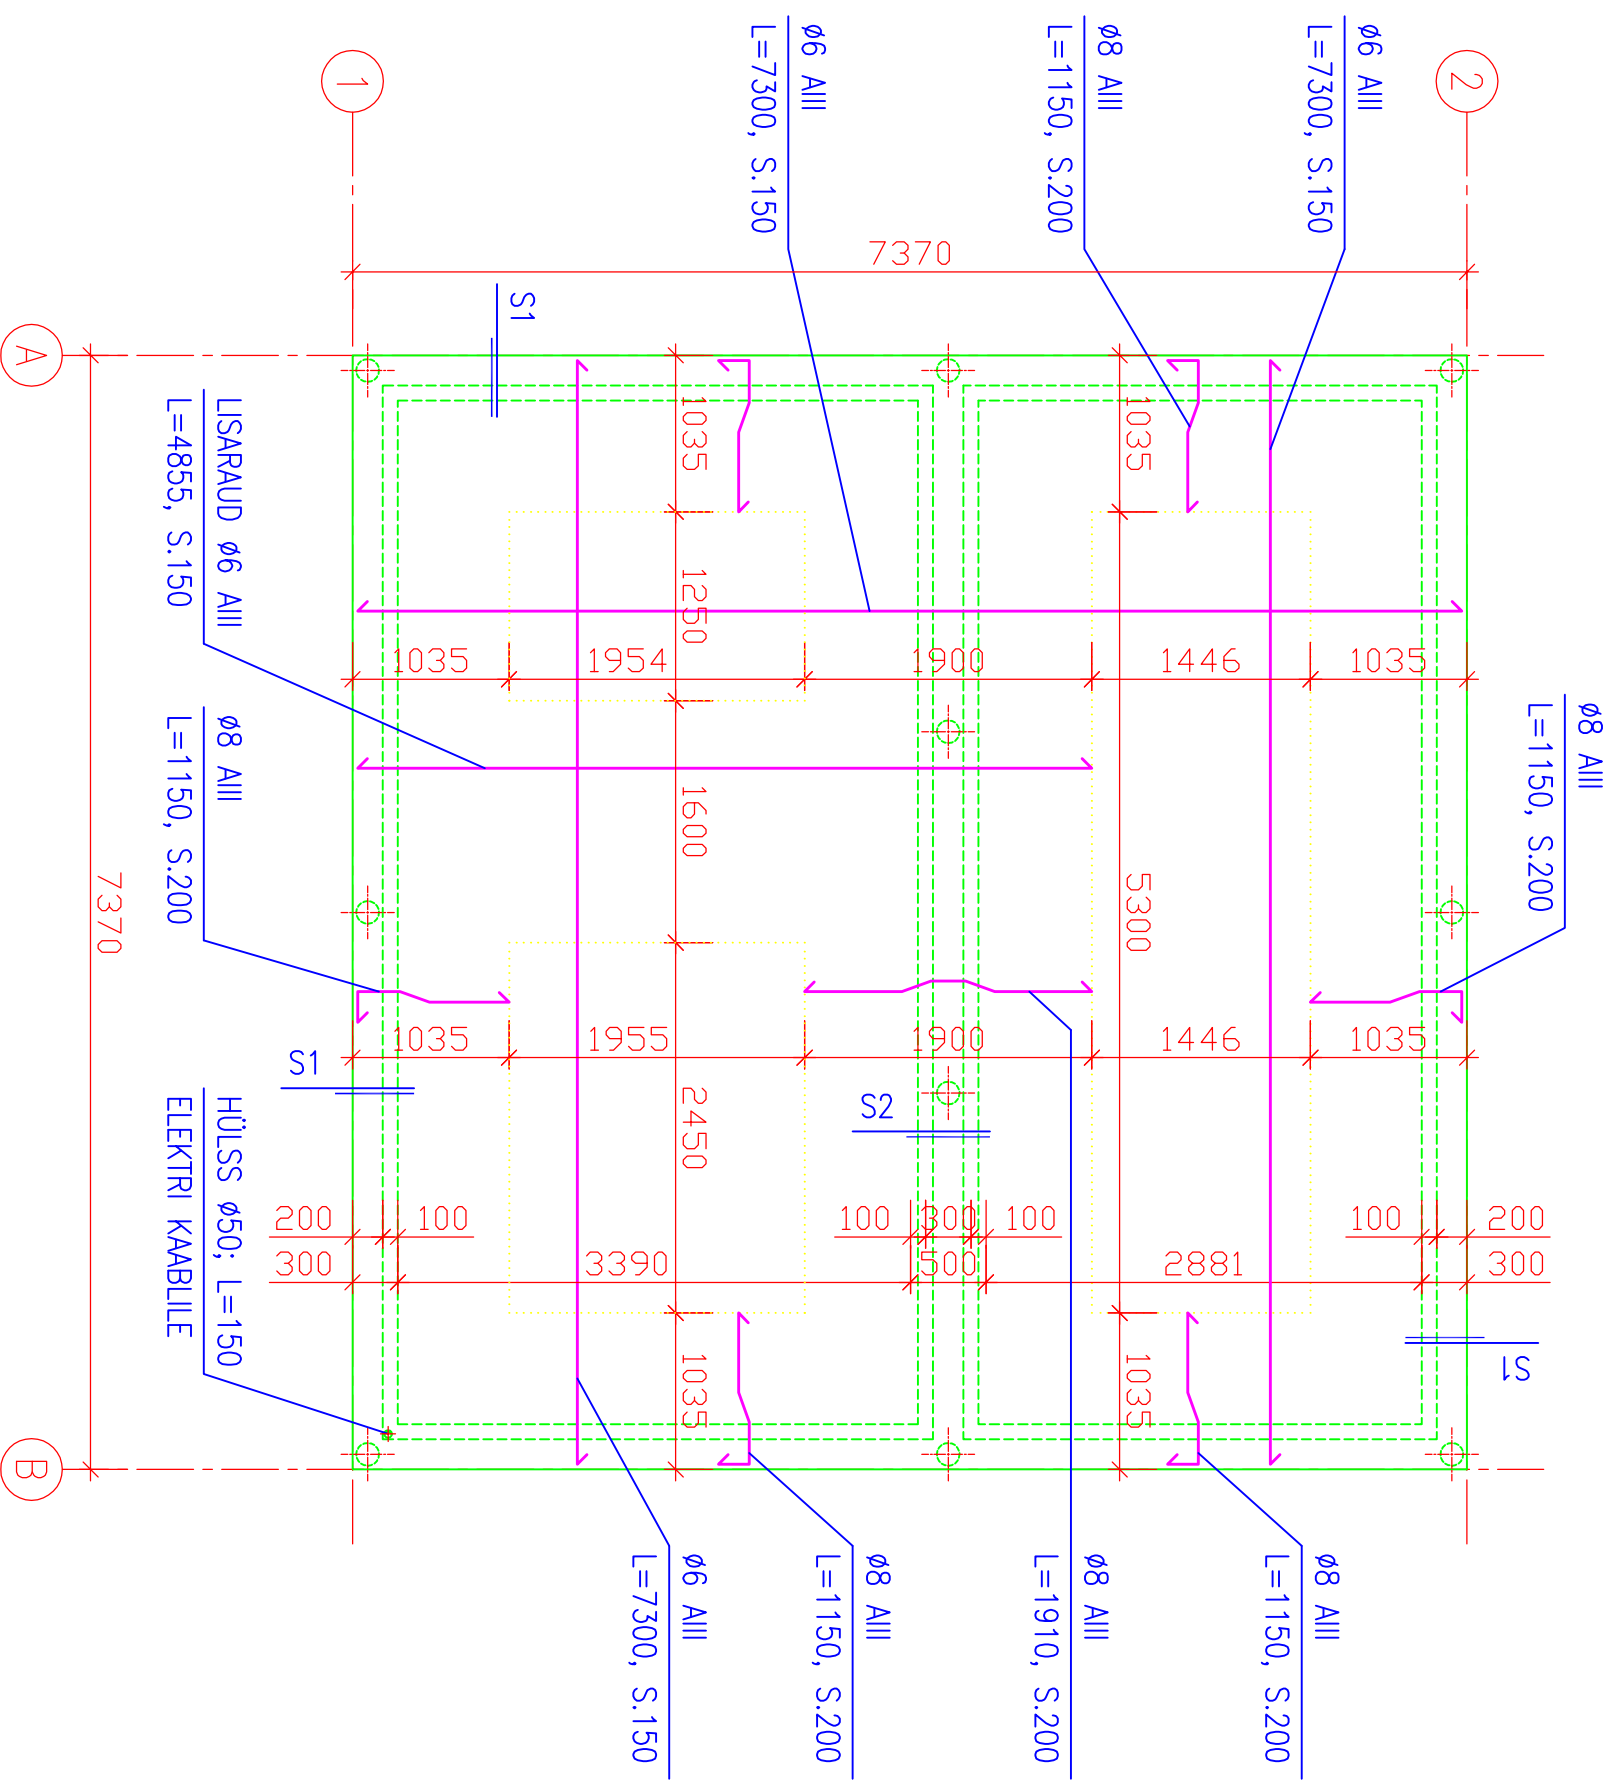 ø6 AIII
L=7300, S.150
ø8 AIII
L=1150, S.200
ø6 AIII
L=7300, S.150
2
1
7370
S1
A
B
7370
LISARAUD ø6 AIII
L=4855, S.150
ø8 AIII
L=1150, S.200
ø8 AIII
L=1150, S.200
HÜLSS ø50; L=150
ELEKTRI KAABLILE
1035
1250
1600
2450
1035
1035
5300
1035
1035
1954
1900
1446
1035
1035
1955
1900
1446
1035
S1
S2
S1
200
100
100
300
100
100
200
300
3390
500
2881
300
ø6 AIII
L=7300, S.150
ø8 AIII
L=1150, S.200
ø8 AIII
L=1910, S.200
ø8 AIII
L=1150, S.200